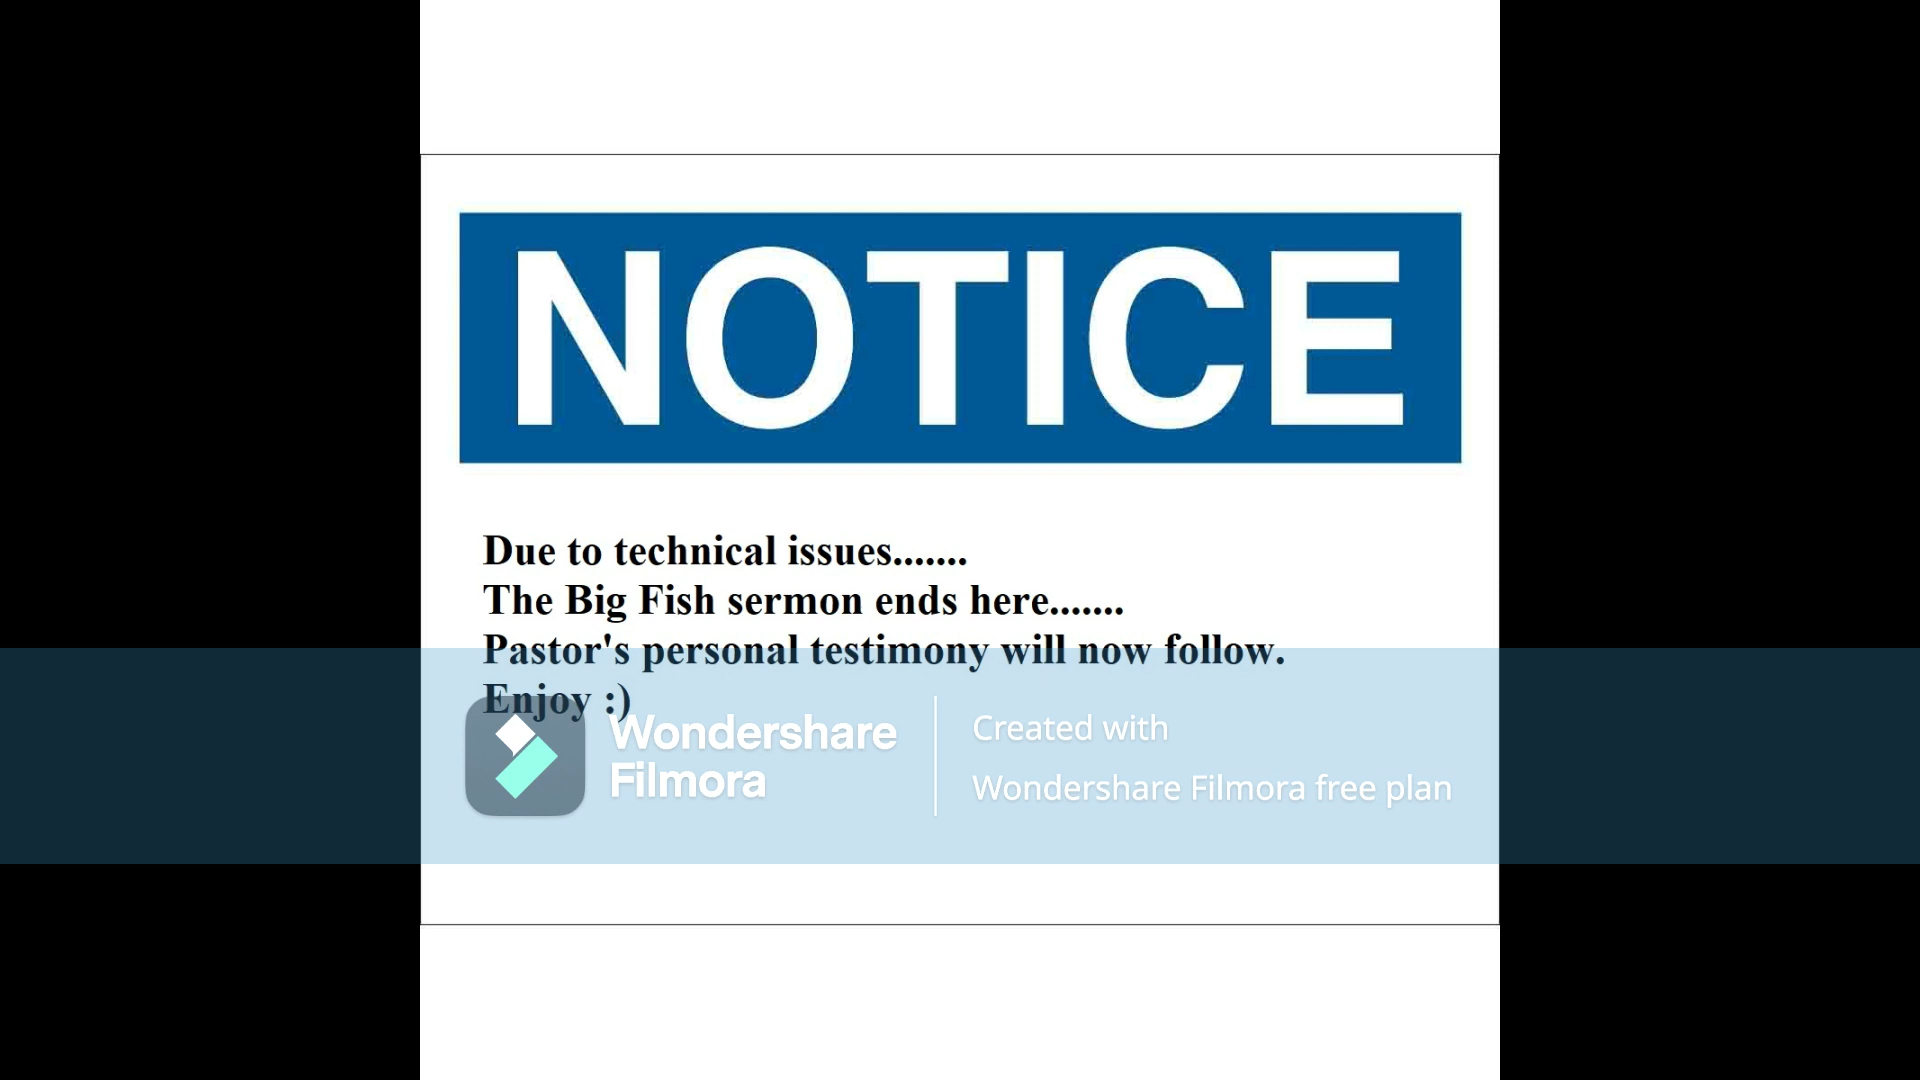 NOTICE
Due to technical issues.......
The Big Fish sermon ends here.......
Pastor's personal testimony will now follow.
Enjoy :)
Wondershare
Filmora
Created with
Wondershare Filmora free plan